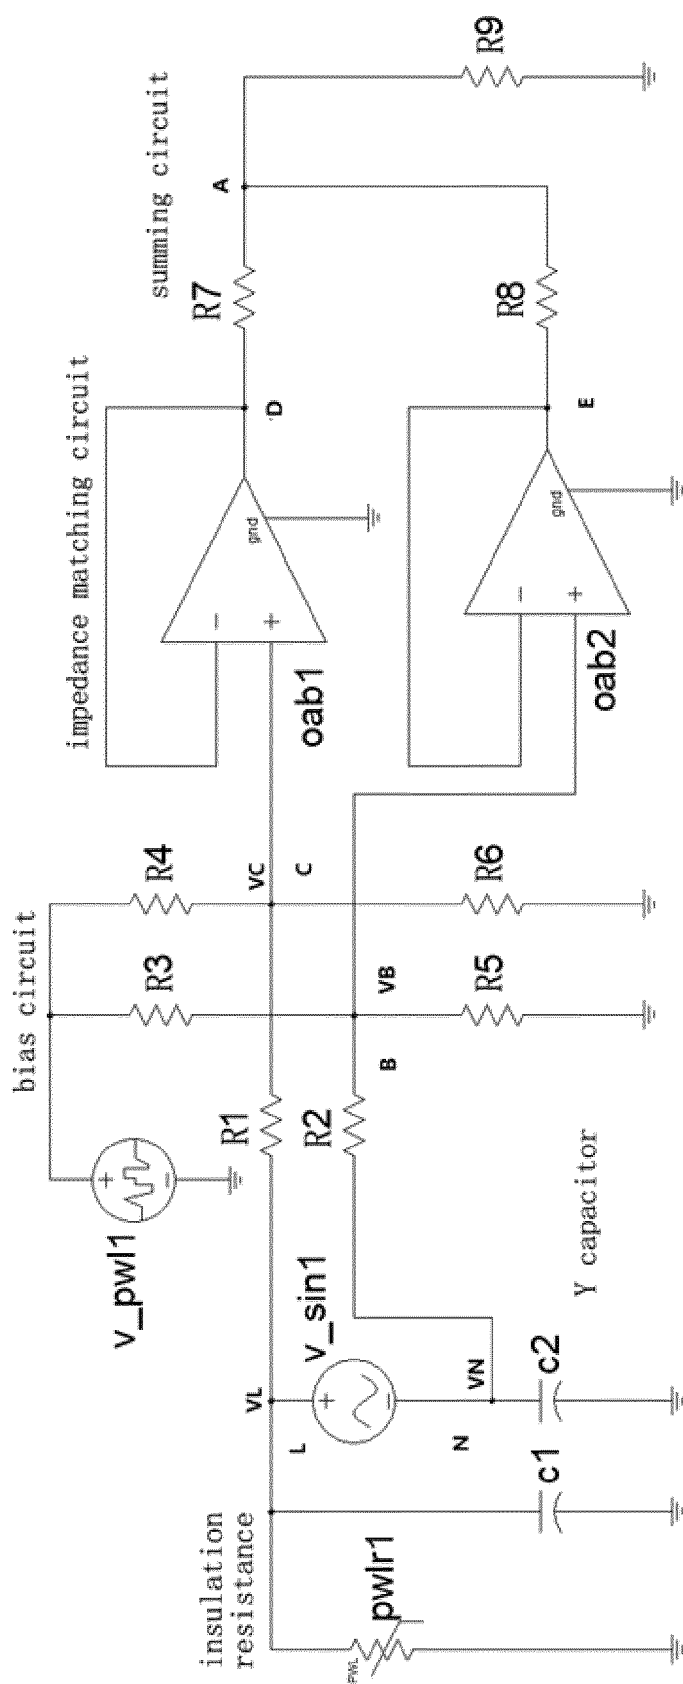 bias circuit
impedance matching circuit
summing circuit
insulation
resistance
Y capacitor
v_pwl1
v_sin1
pwlr1
PWL
c1
c2
VL
L
VN
N
R1
R2
R3
R4
R5
R6
VB
B
VC
C
oab1
gnd
oab2
gnd
D
E
R7
R8
A
R9
+
−
+
−
−
+
−
+